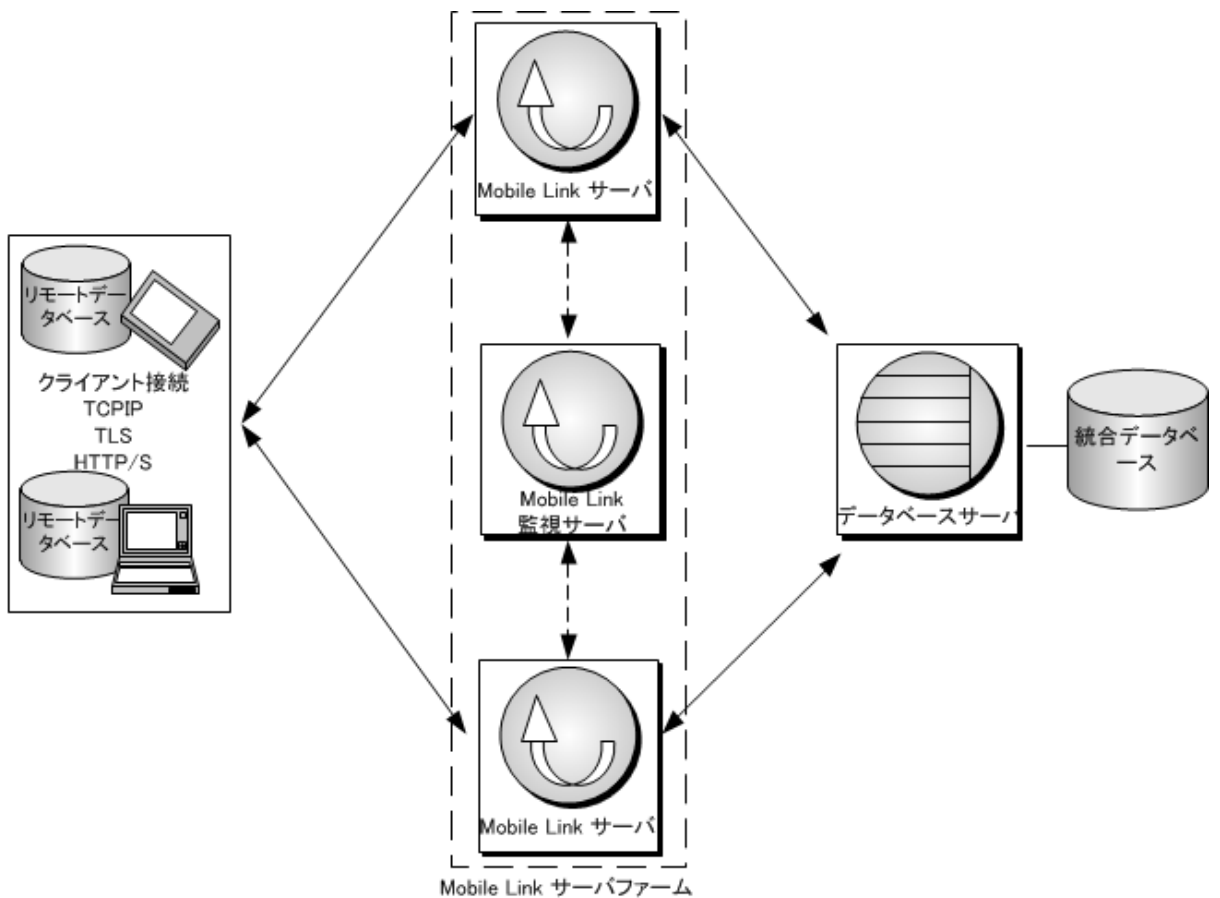 リモートデー
タベース
クライアント接続
TCPIP
TLS
HTTP/S
リモートデー
タベース
Mobile Link サーバ
Mobile Link
監視サーバ
Mobile Link サーバ
Mobile Link サーバファーム
データベースサーバ
統合データベ
ース